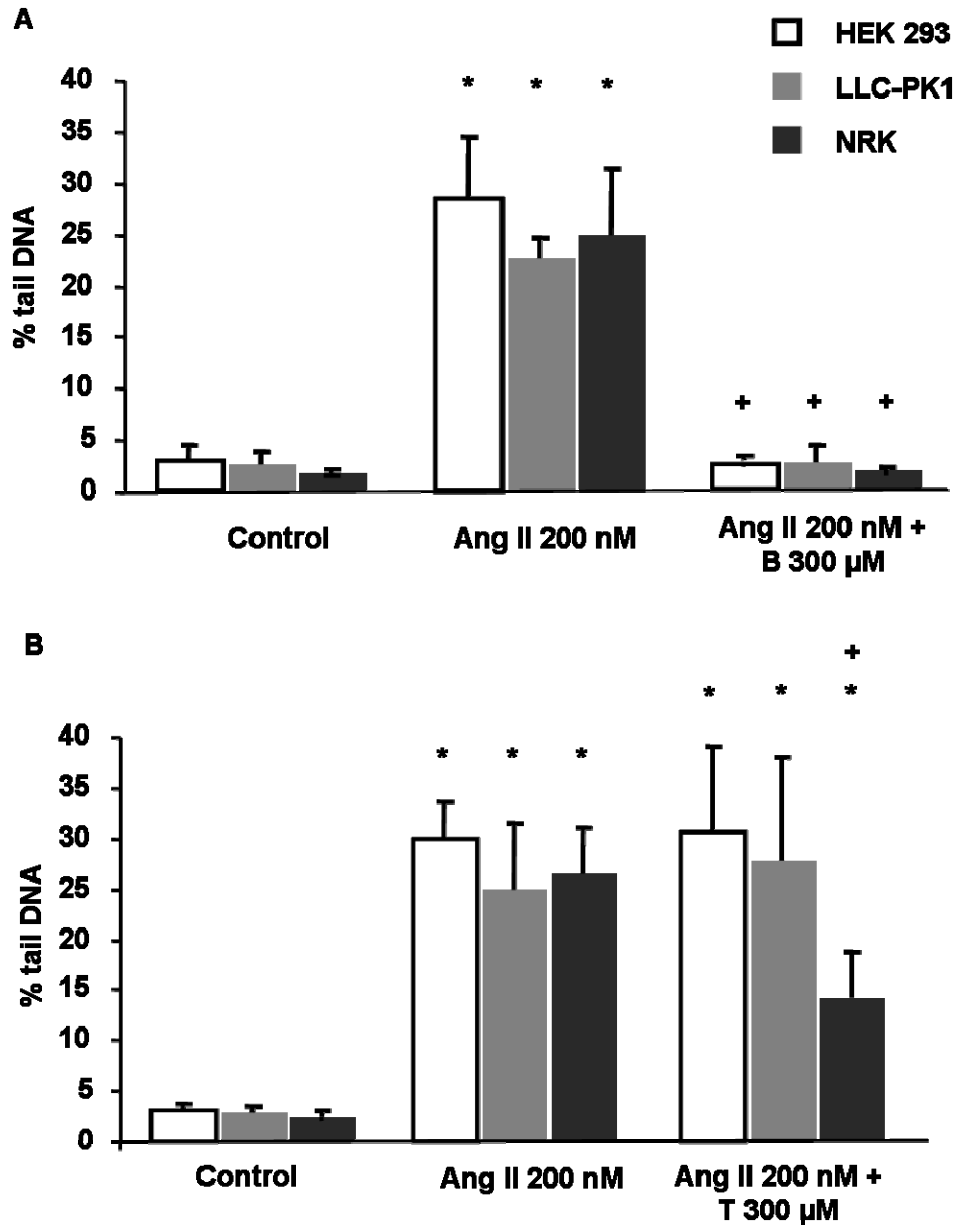 A
HEK 293
LLC-PK1
NRK
% tail DNA
40
35
30
25
20
15
10
5
0
* * *
+ + +
Control
Ang II 200 nM
Ang II 200 nM +
B 300 µM
B
% tail DNA
40
35
30
25
20
15
10
5
0
* * *
+
* * *
Control
Ang II 200 nM
Ang II 200 nM +
T 300 µM